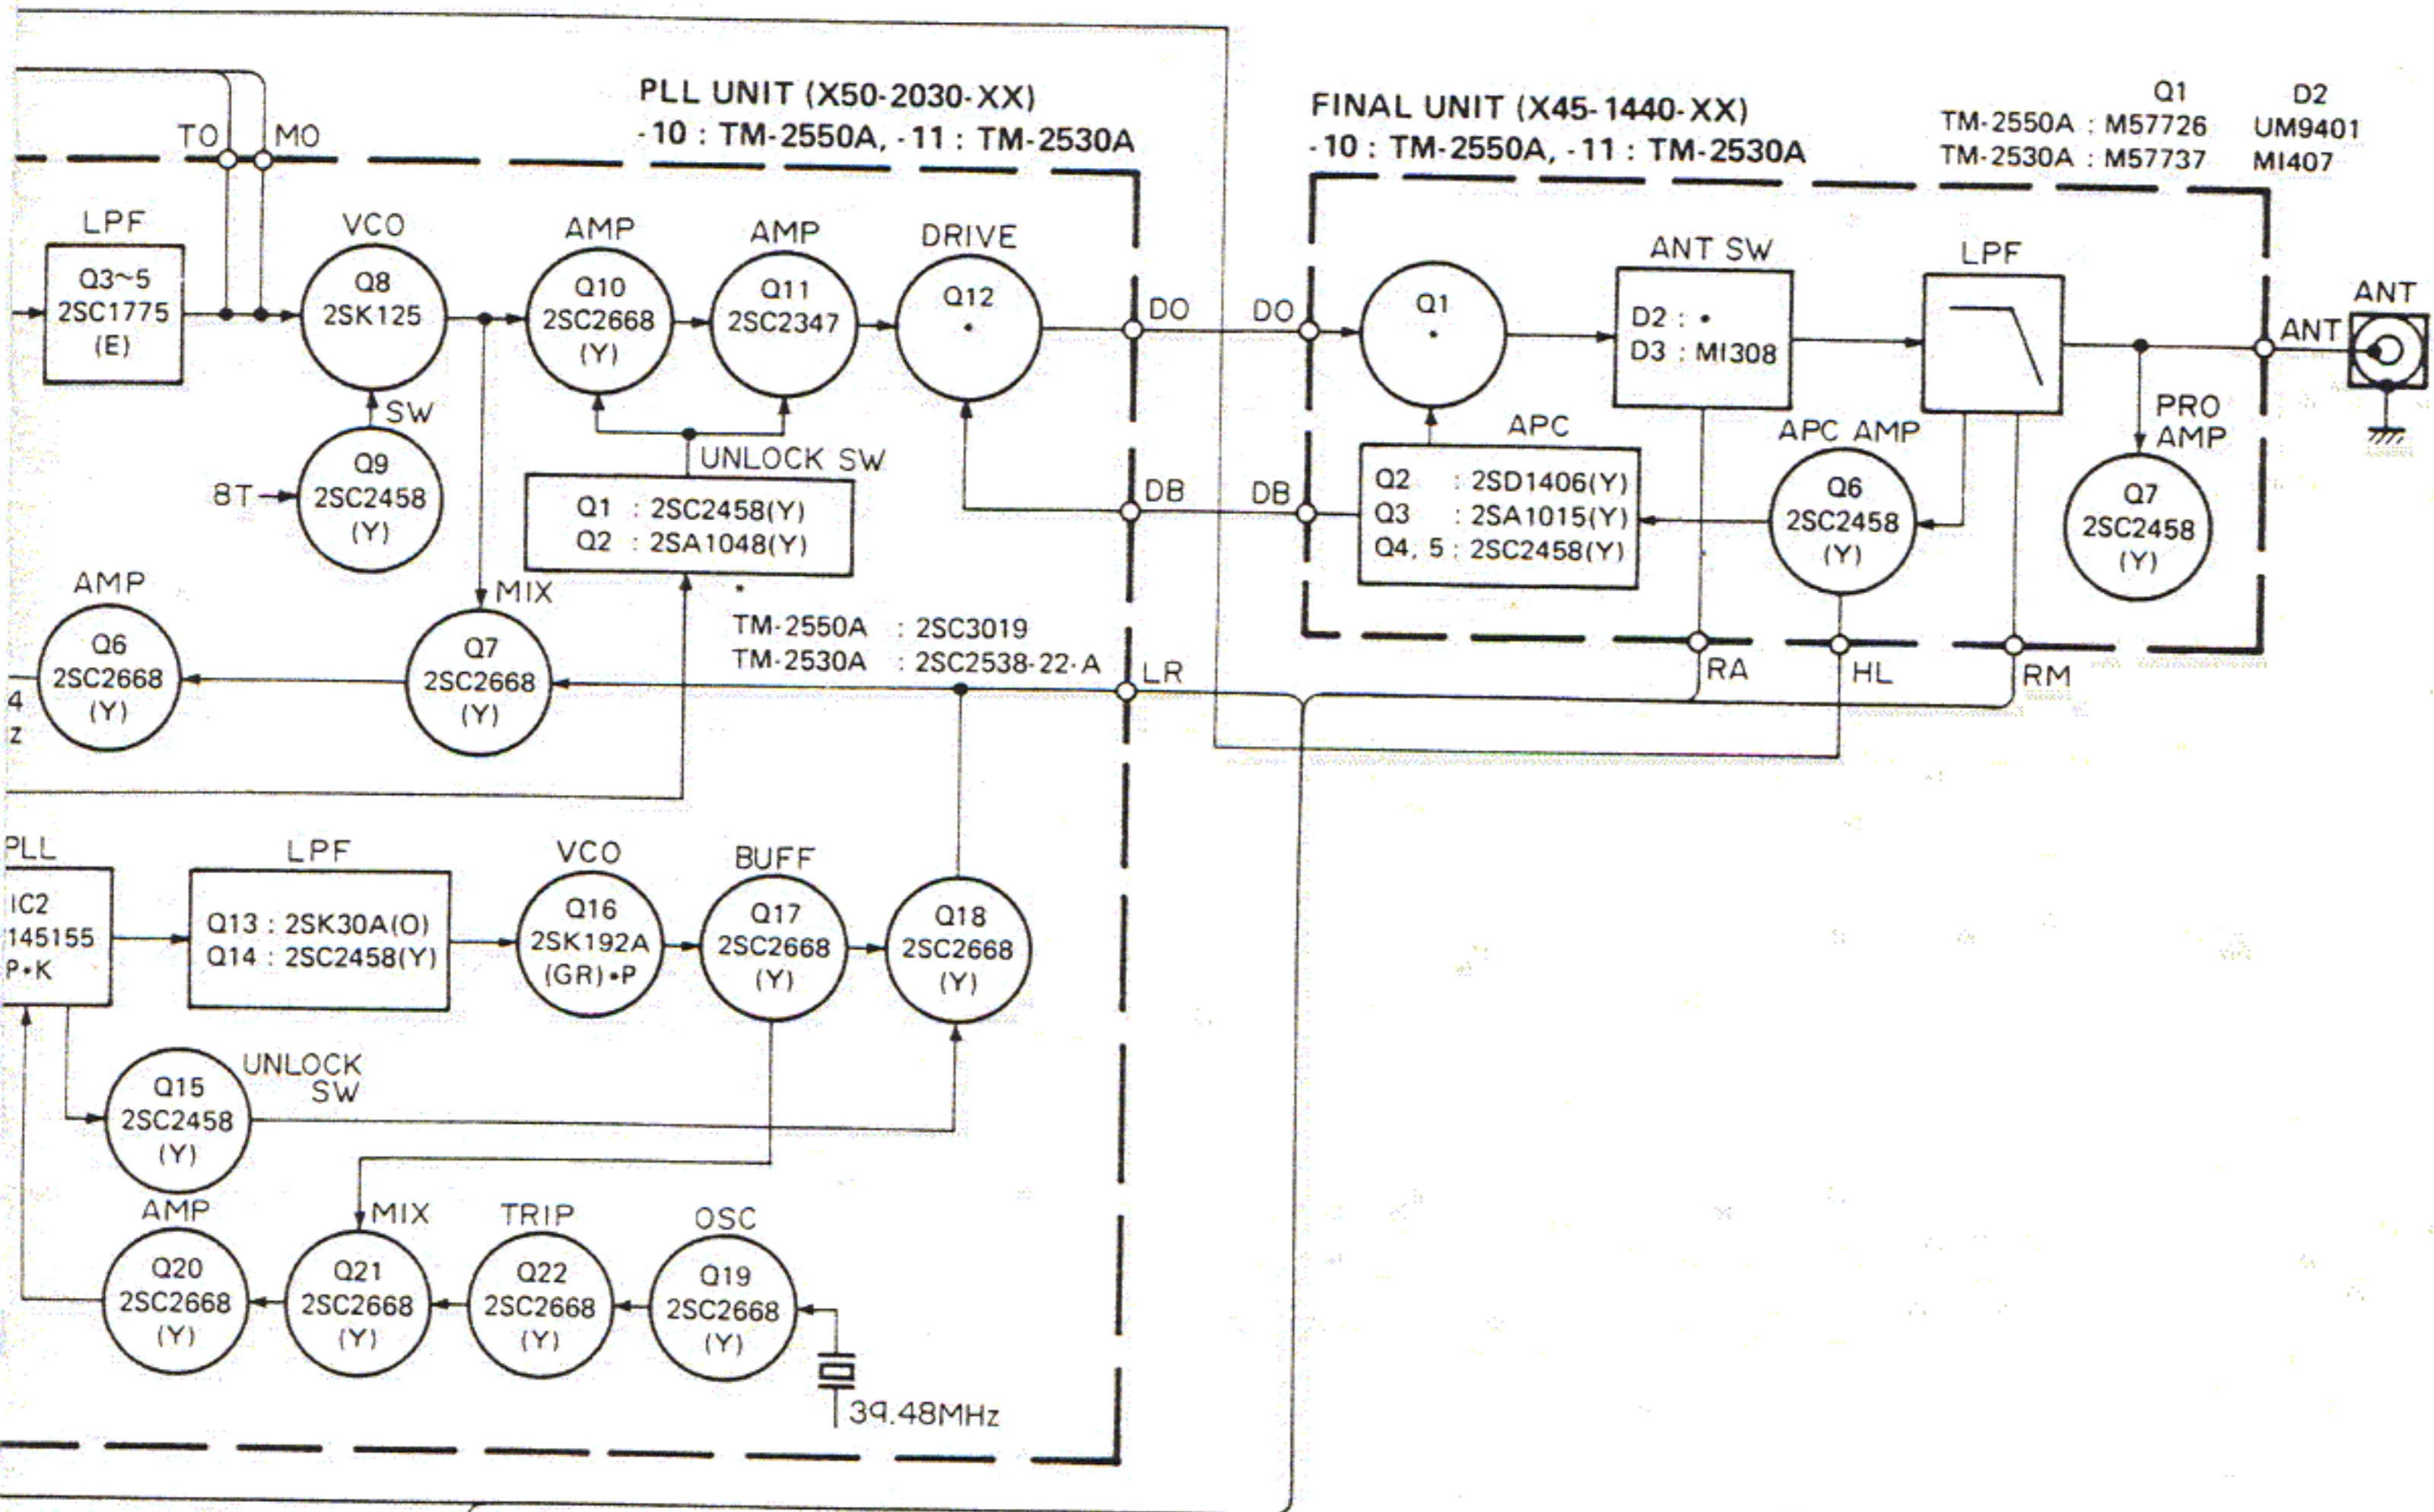 PLL UNIT (X50-2030-XX)
-10 : TM-2550A, -11 : TM-2530A
FINAL UNIT (X45-1440-XX)
-10 : TM-2550A, -11 : TM-2530A
Q1 D2
TM-2550A : M57726 UM9401
TM-2530A : M57737 MI407
TO MO
LPF
Q3~5
2SC1775
(E)
VCO
Q8
2SK125
AMP
Q10
2SC2668
(Y)
AMP
Q11
2SC2347
DRIVE
Q12
•
DO
DO
Q1
•
ANT SW
D2 : •
D3 : MI308
LPF
ANT
ANT
SW
8T
Q9
2SC2458
(Y)
UNLOCK SW
Q1 : 2SC2458(Y)
Q2 : 2SA1048(Y)
DB
DB
APC
Q2 : 2SD1406(Y)
Q3 : 2SA1015(Y)
Q4, 5 : 2SC2458(Y)
APC AMP
Q6
2SC2458
(Y)
PRO
AMP
Q7
2SC2458
(Y)
AMP
Q6
2SC2668
(Y)
MIX
Q7
2SC2668
(Y)
•
TM-2550A : 2SC3019
TM-2530A : 2SC2538-22-A
LR
RA
HL
RM
4
z
PLL
IC2
145155
P•K
LPF
Q13 : 2SK30A(O)
Q14 : 2SC2458(Y)
VCO
Q16
2SK192A
(GR)•P
BUFF
Q17
2SC2668
(Y)
Q18
2SC2668
(Y)
Q15
2SC2458
(Y)
UNLOCK
SW
AMP
Q20
2SC2668
(Y)
MIX
Q21
2SC2668
(Y)
TRIP
Q22
2SC2668
(Y)
OSC
Q19
2SC2668
(Y)
39.48MHz